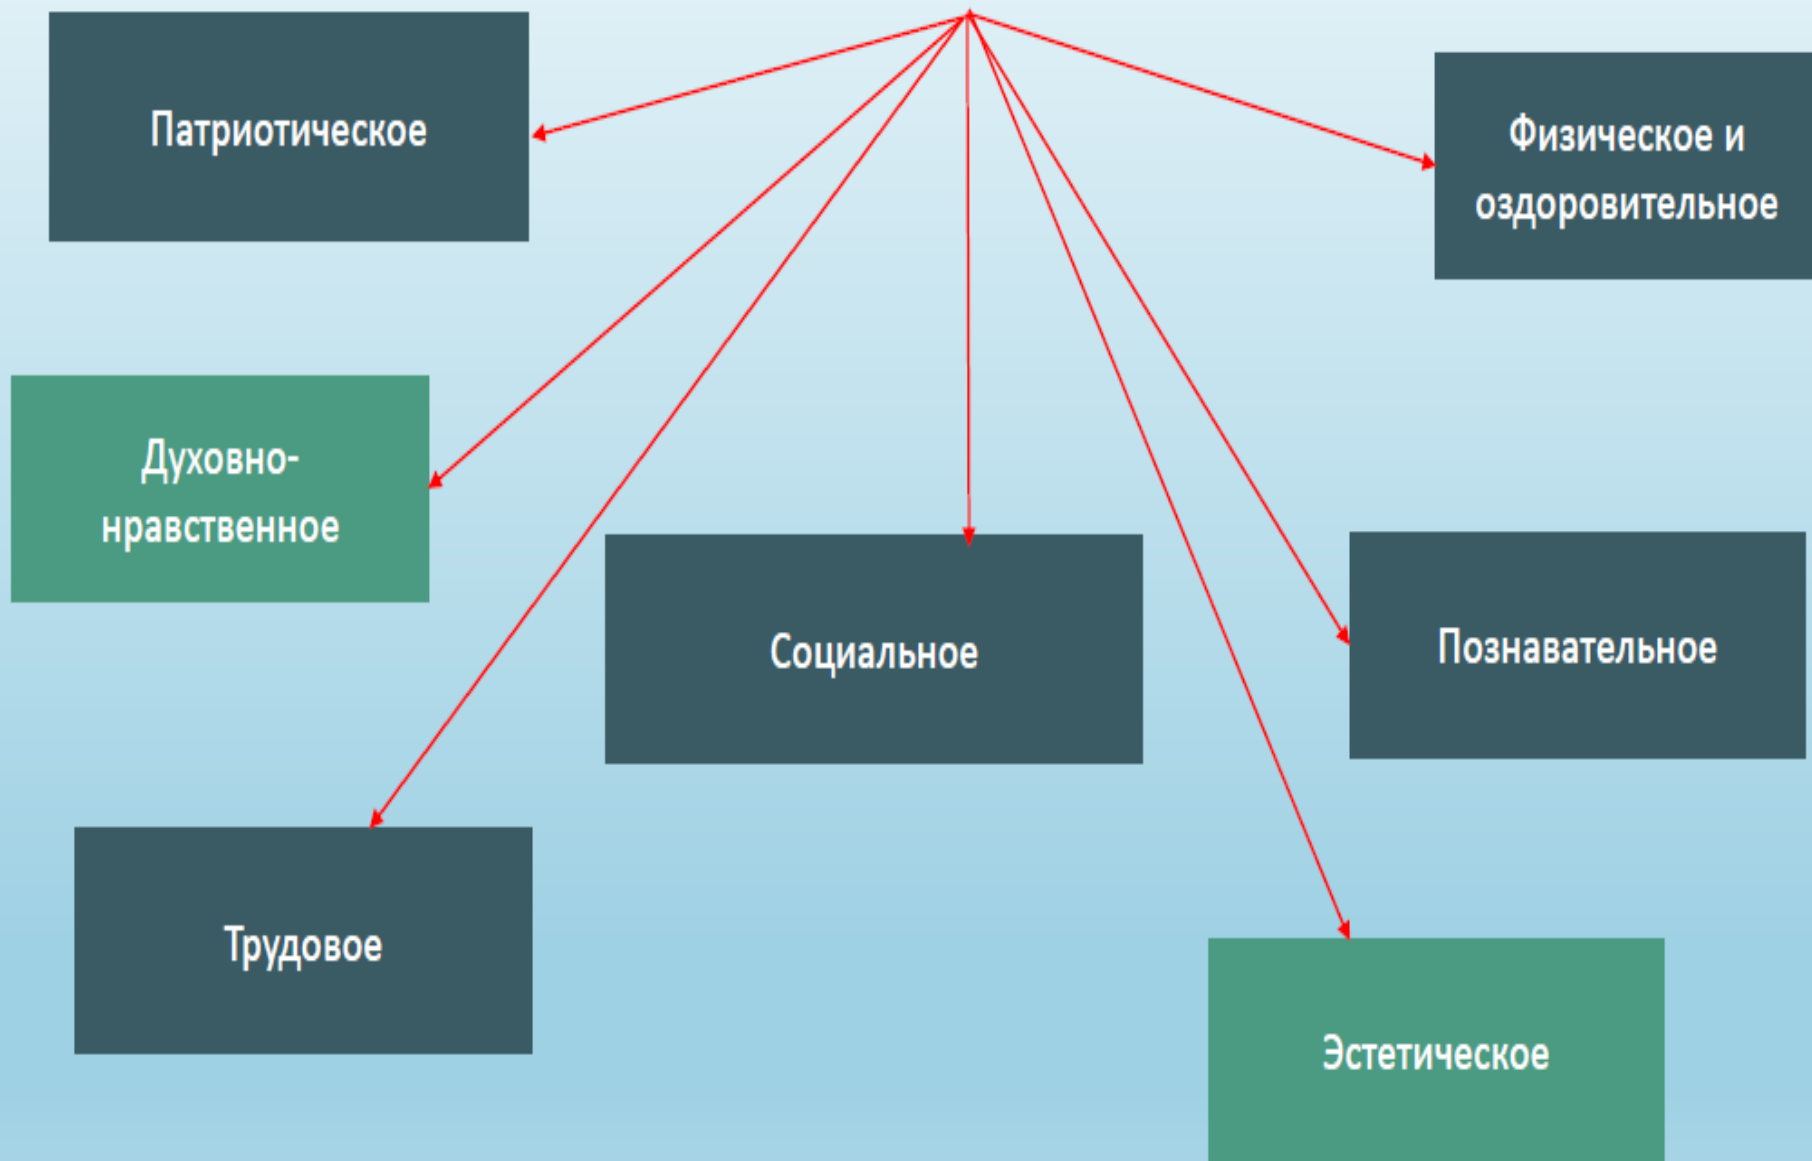 Патриотическое
Физическое и
оздоровительное
Духовно-
нравственное
Социальное
Познавательное
Трудовое
Эстетическое